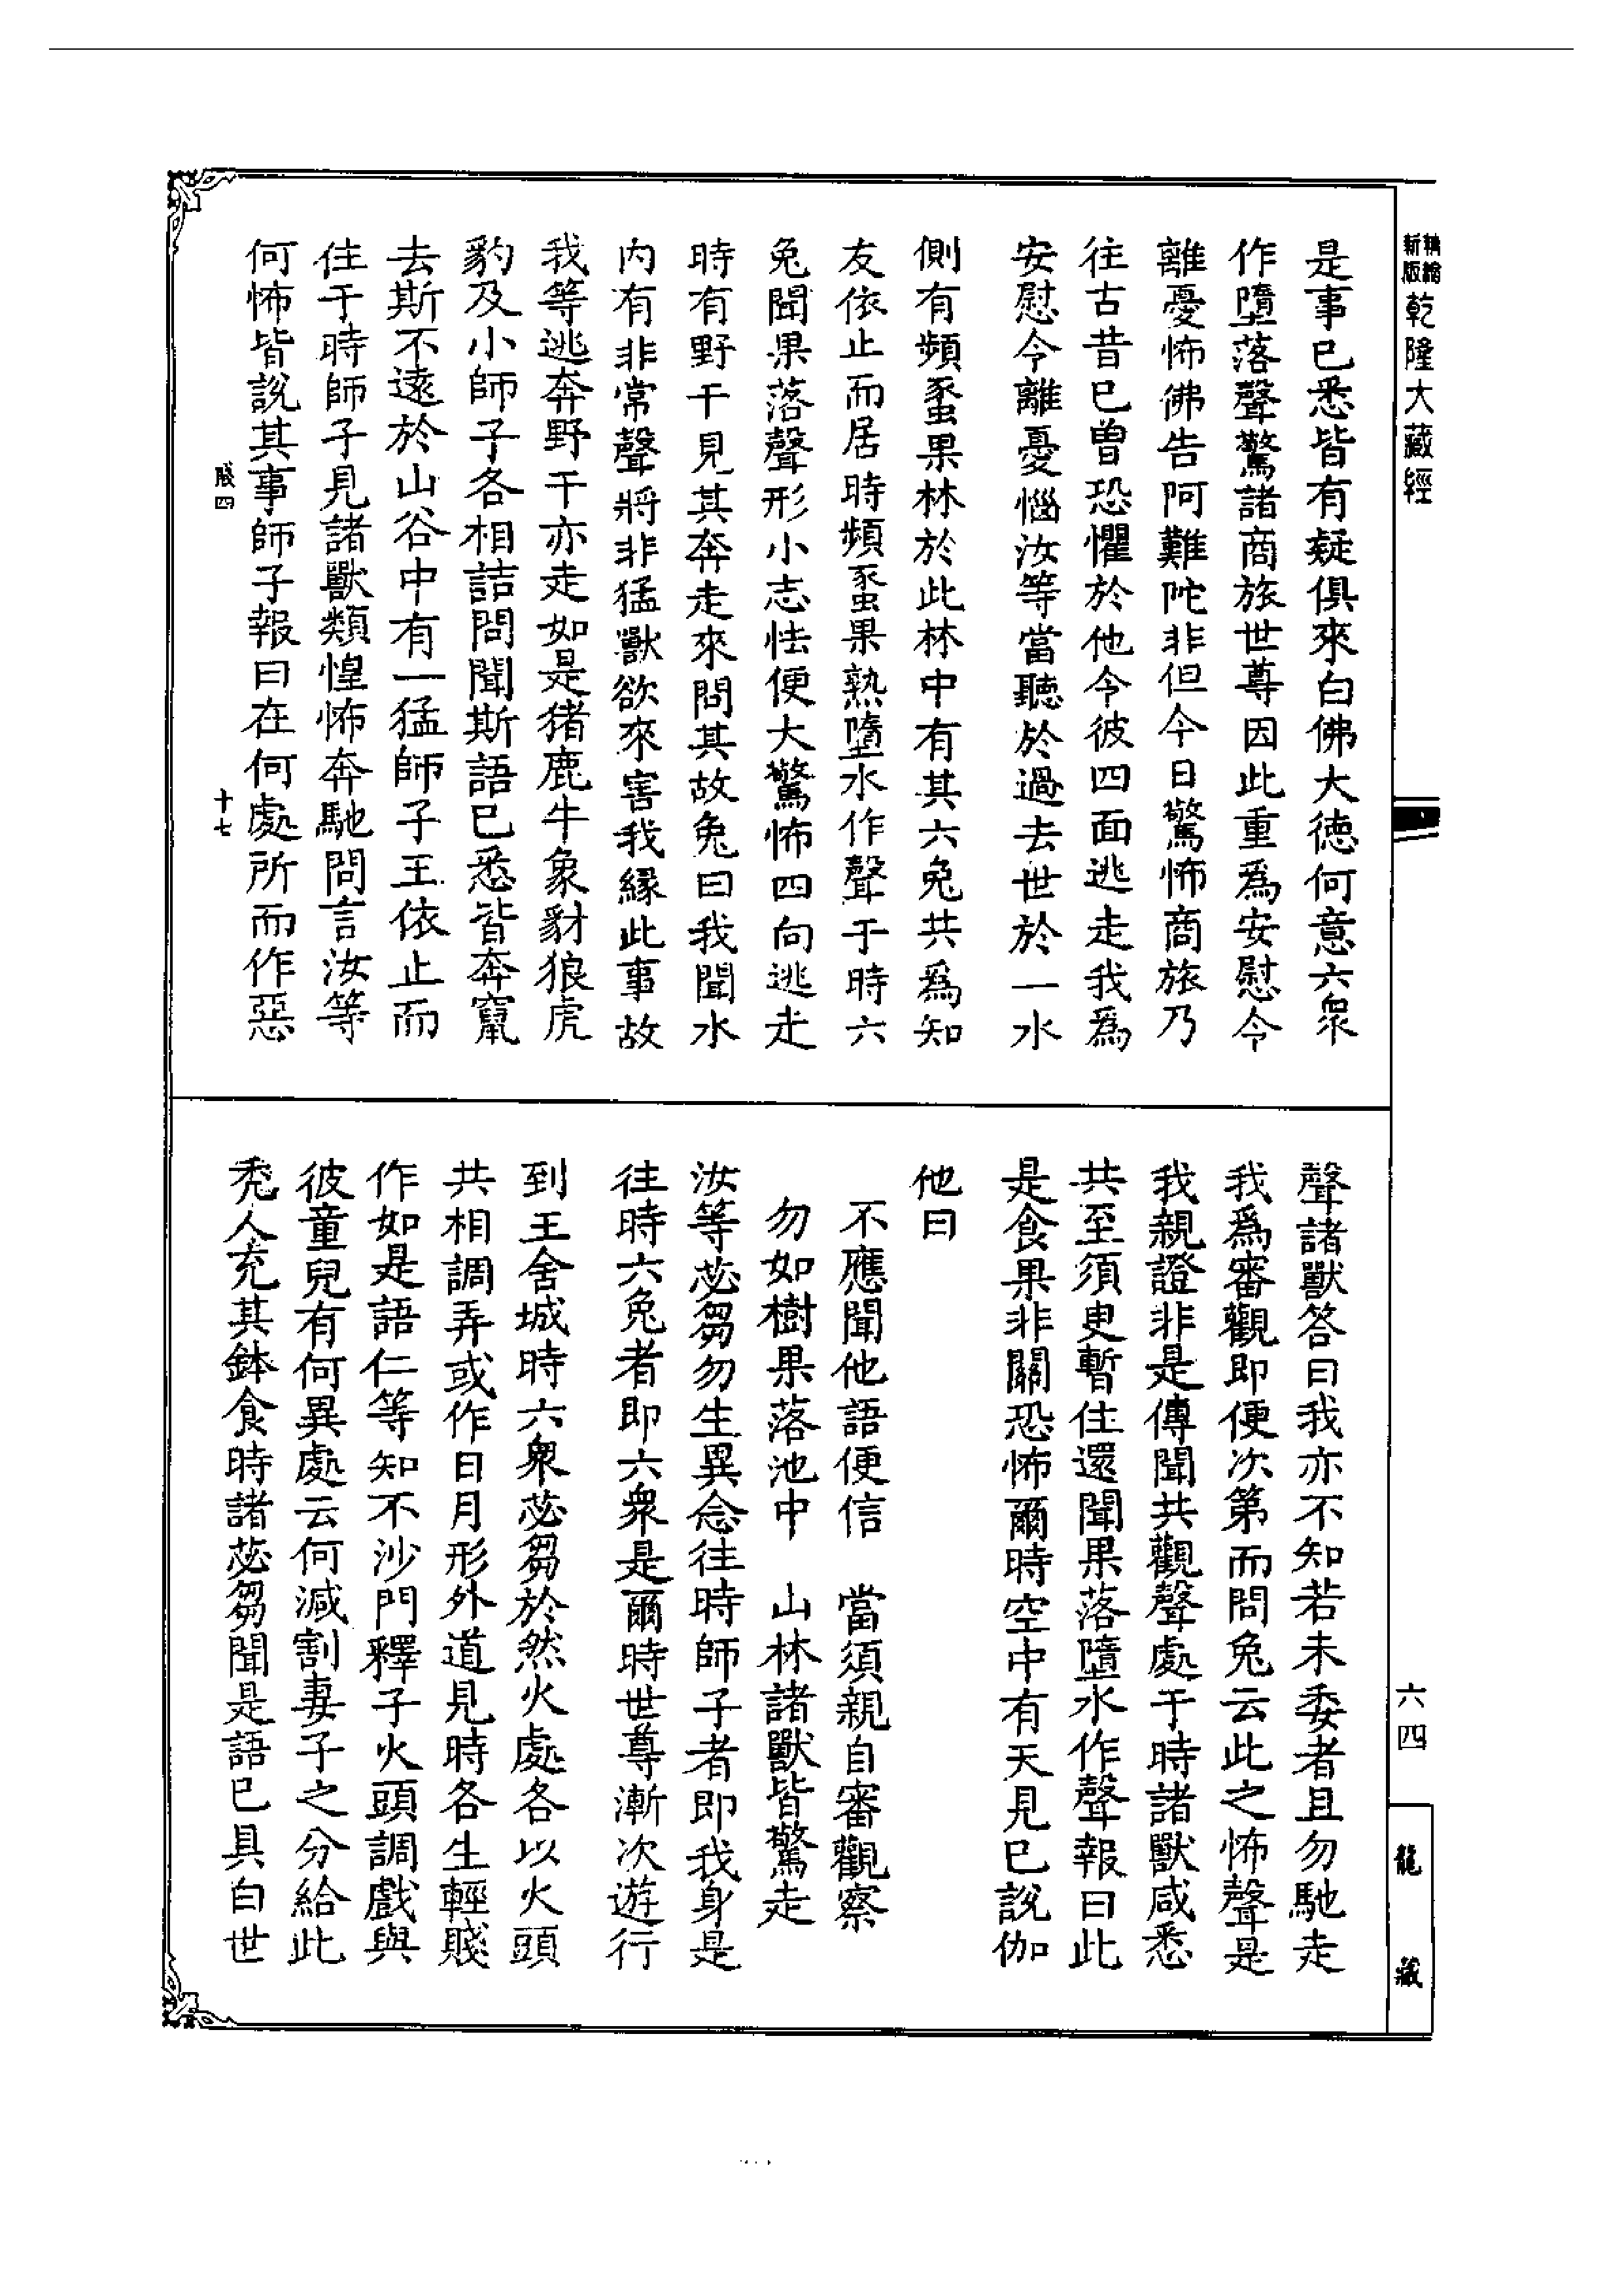 新版
乾隆大藏經
是事已悉皆有疑俱來白佛大德何意六衆
作墮落聲驚諸商旅世尊因此重爲安慰令
離憂怖佛告阿難陀非但今日驚怖商旅乃
往古昔已曾恐懼於他令彼四面逃走我爲
安慰令離憂惱汝等當聽於過去世於一水
側有頻螽果林於此林中有其六兔共爲知
友依止而居時頻螽果熟墮水作聲于時六
兔聞果落聲形小志怯便大驚怖四向逃走
時有野干見其奔走來問其故兔曰我聞水
内有非常聲將非猛獸欲來害我緣此事故
我等逃奔野干亦走如是猪鹿牛象豺狼虎
豹及小師子各相詰問聞斯語已悉皆奔竄
去斯不遠於山谷中有一猛師子王依止而
住于時師子見諸獸類惶怖奔馳問言汝等
何怖皆說其事師子報曰在何處所而作惡
四 十七
聲諸獸答曰我亦不知若未委者且勿馳走
我爲審觀即便次第而問兔云此之怖聲是
我親證非是傳聞共觀聲處于時諸獸咸悉
共至須臾暫住還聞果落墮水作聲報曰此
是食果非關恐怖爾時空中有天見已說伽
他曰
不應聞他語便信 當須親自審觀察
勿如樹果落池中 山林諸獸皆驚走
汝等苾芻勿生異念往時師子者即我身是
往時六兔者即六衆是爾時世尊漸次遊行
到王舍城時六衆苾芻於然火處各以火頭
共相調弄或作日月形外道見時各生輕賤
作如是語仁等知不沙門釋子火頭調戲與
彼童兒有何異處云何減割妻子之分給此
禿人充其鉢食時諸苾芻聞是語已具白世
六四
龍藏